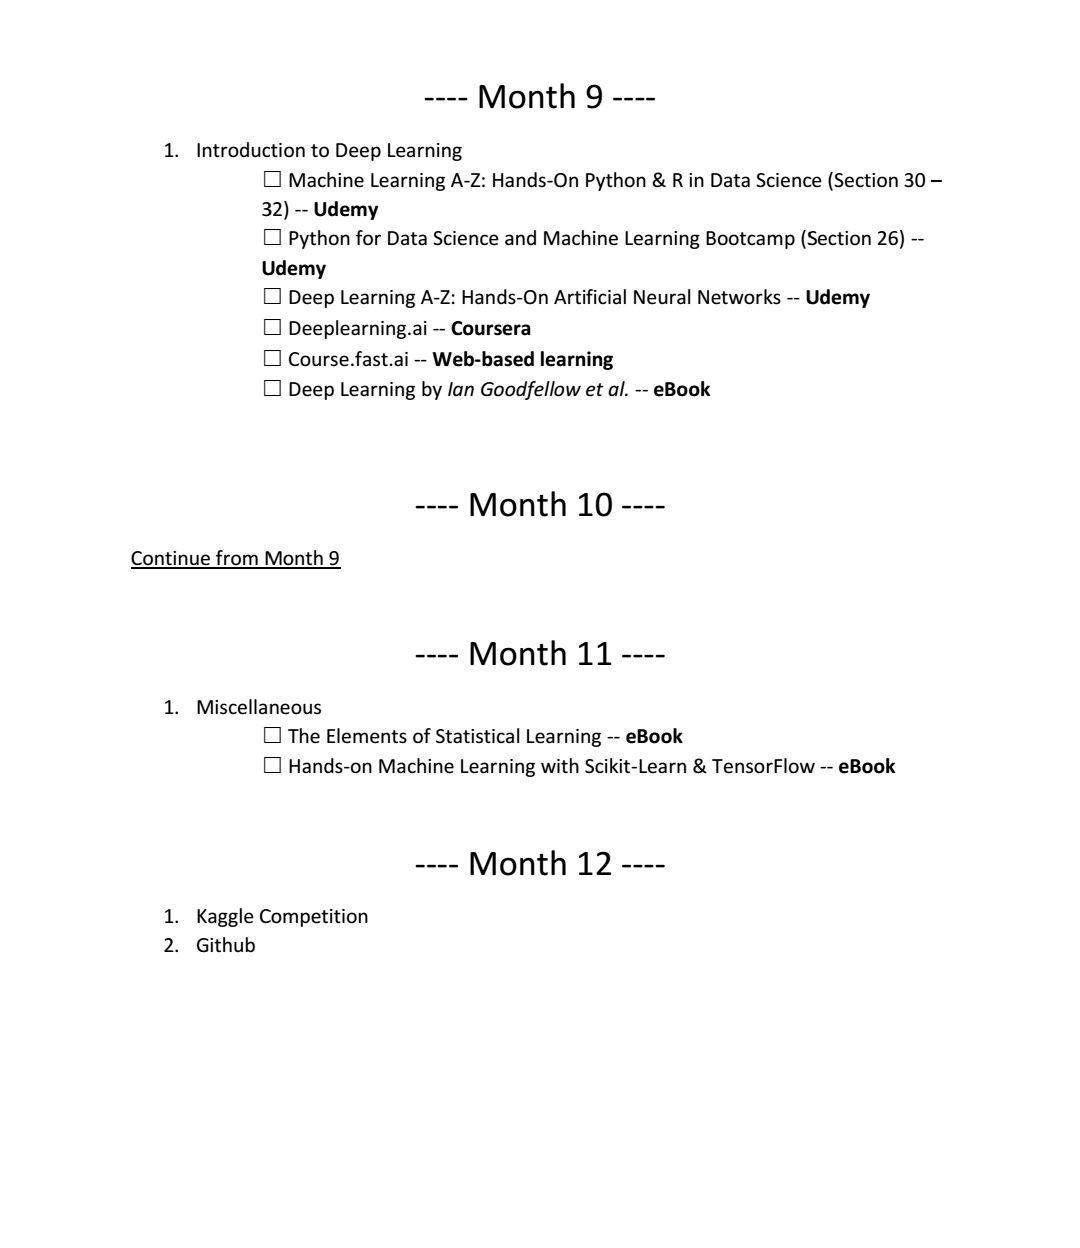 ---- Month 9 ----
1. Introduction to Deep Learning
☐ Machine Learning A-Z: Hands-On Python & R in Data Science (Section 30 –
32) -- Udemy
☐ Python for Data Science and Machine Learning Bootcamp (Section 26) --
Udemy
☐ Deep Learning A-Z: Hands-On Artificial Neural Networks -- Udemy
☐ Deeplearning.ai -- Coursera
☐ Course.fast.ai -- Web-based learning
☐ Deep Learning by Ian Goodfellow et al. -- eBook
---- Month 10 ----
Continue from Month 9
---- Month 11 ----
1. Miscellaneous
☐ The Elements of Statistical Learning -- eBook
☐ Hands-on Machine Learning with Scikit-Learn & TensorFlow -- eBook
---- Month 12 ----
1. Kaggle Competition
2. Github